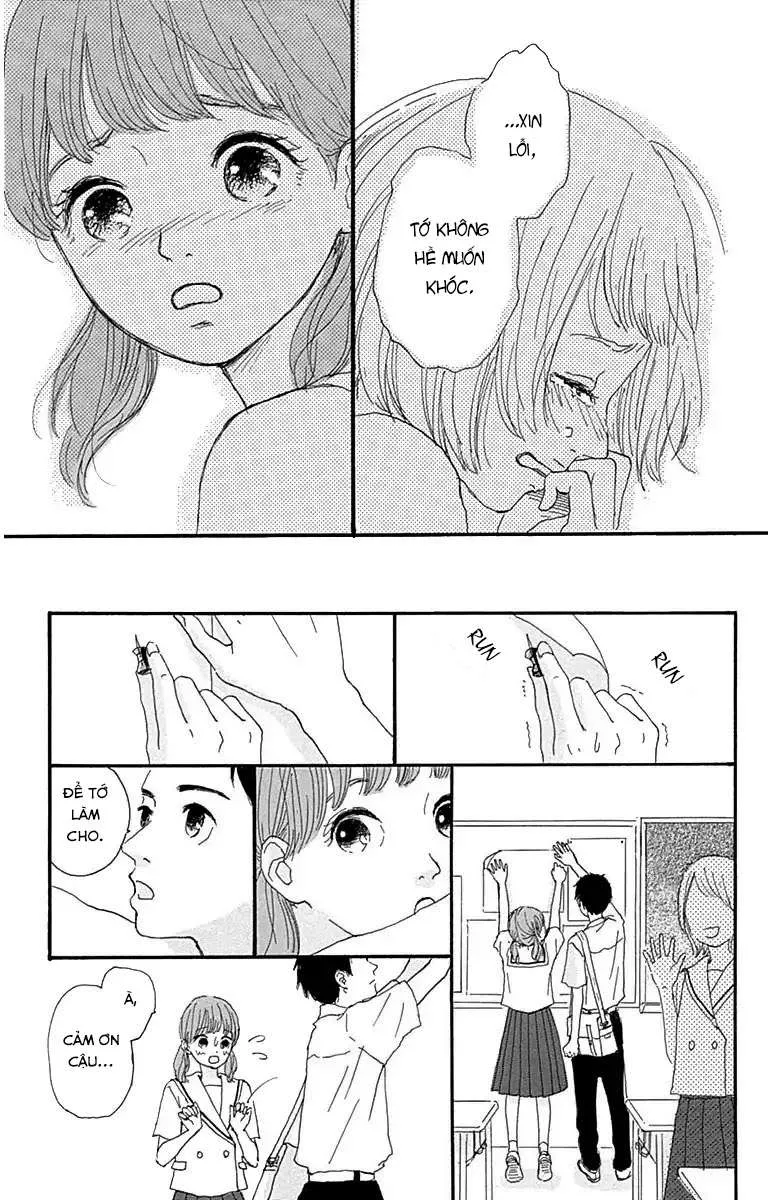 ...XIN
LỖI,
TỚ KHÔNG
HỀ MUỐN
KHÓC.
RUN
RUN
ĐỂ TỚ
LÀM
CHO.
À,
CẢM ƠN
CẬU...